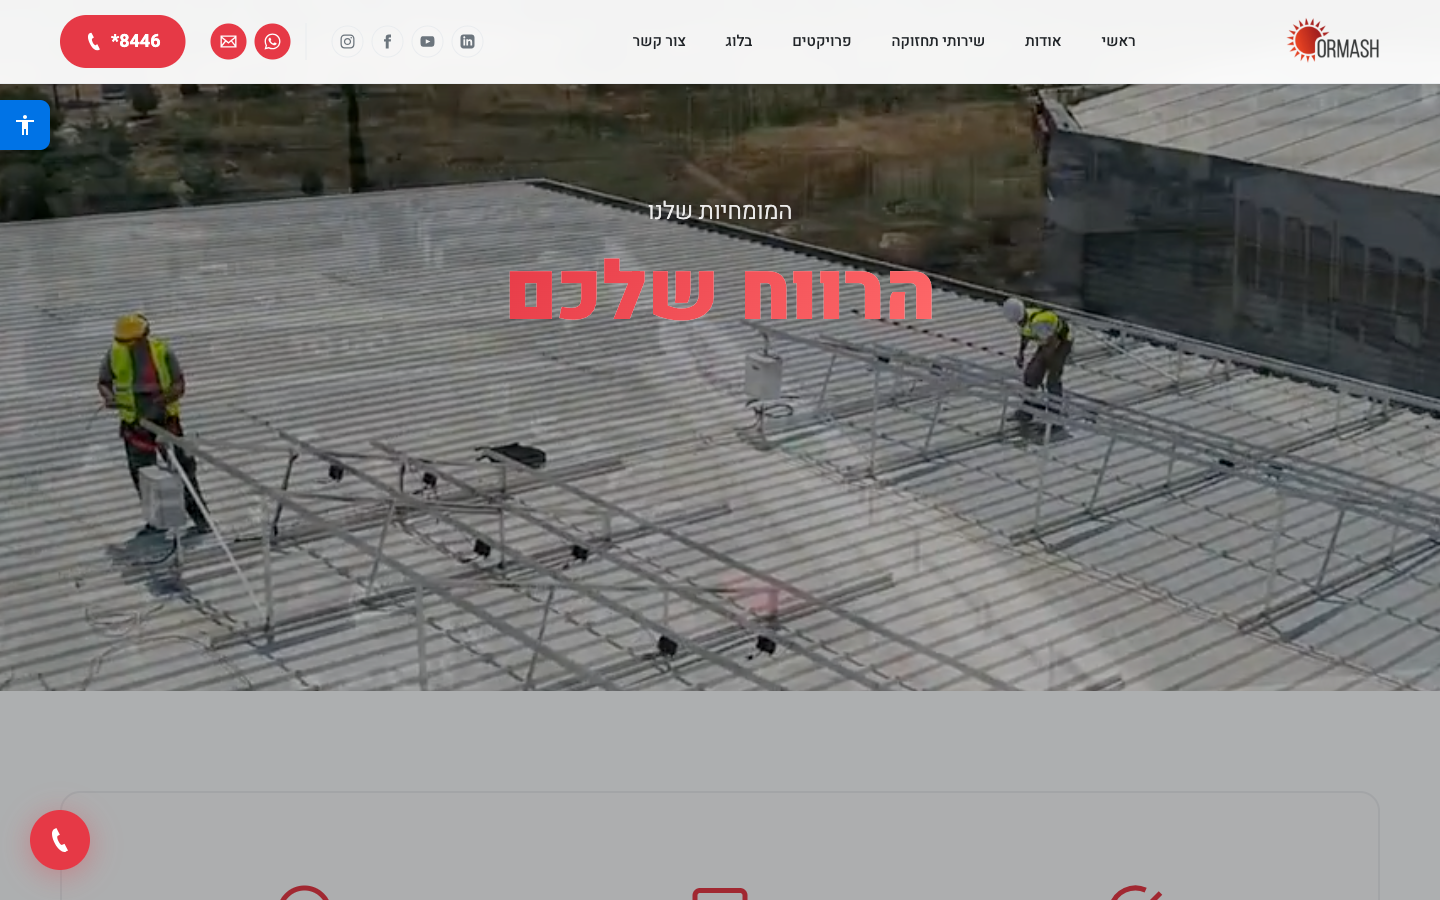 ORMASH
ראשי
אודות
שירותי תחזוקה
פרויקטים
בלוג
צור קשר
*8446
המומחיות שלנו
הרווח שלכם